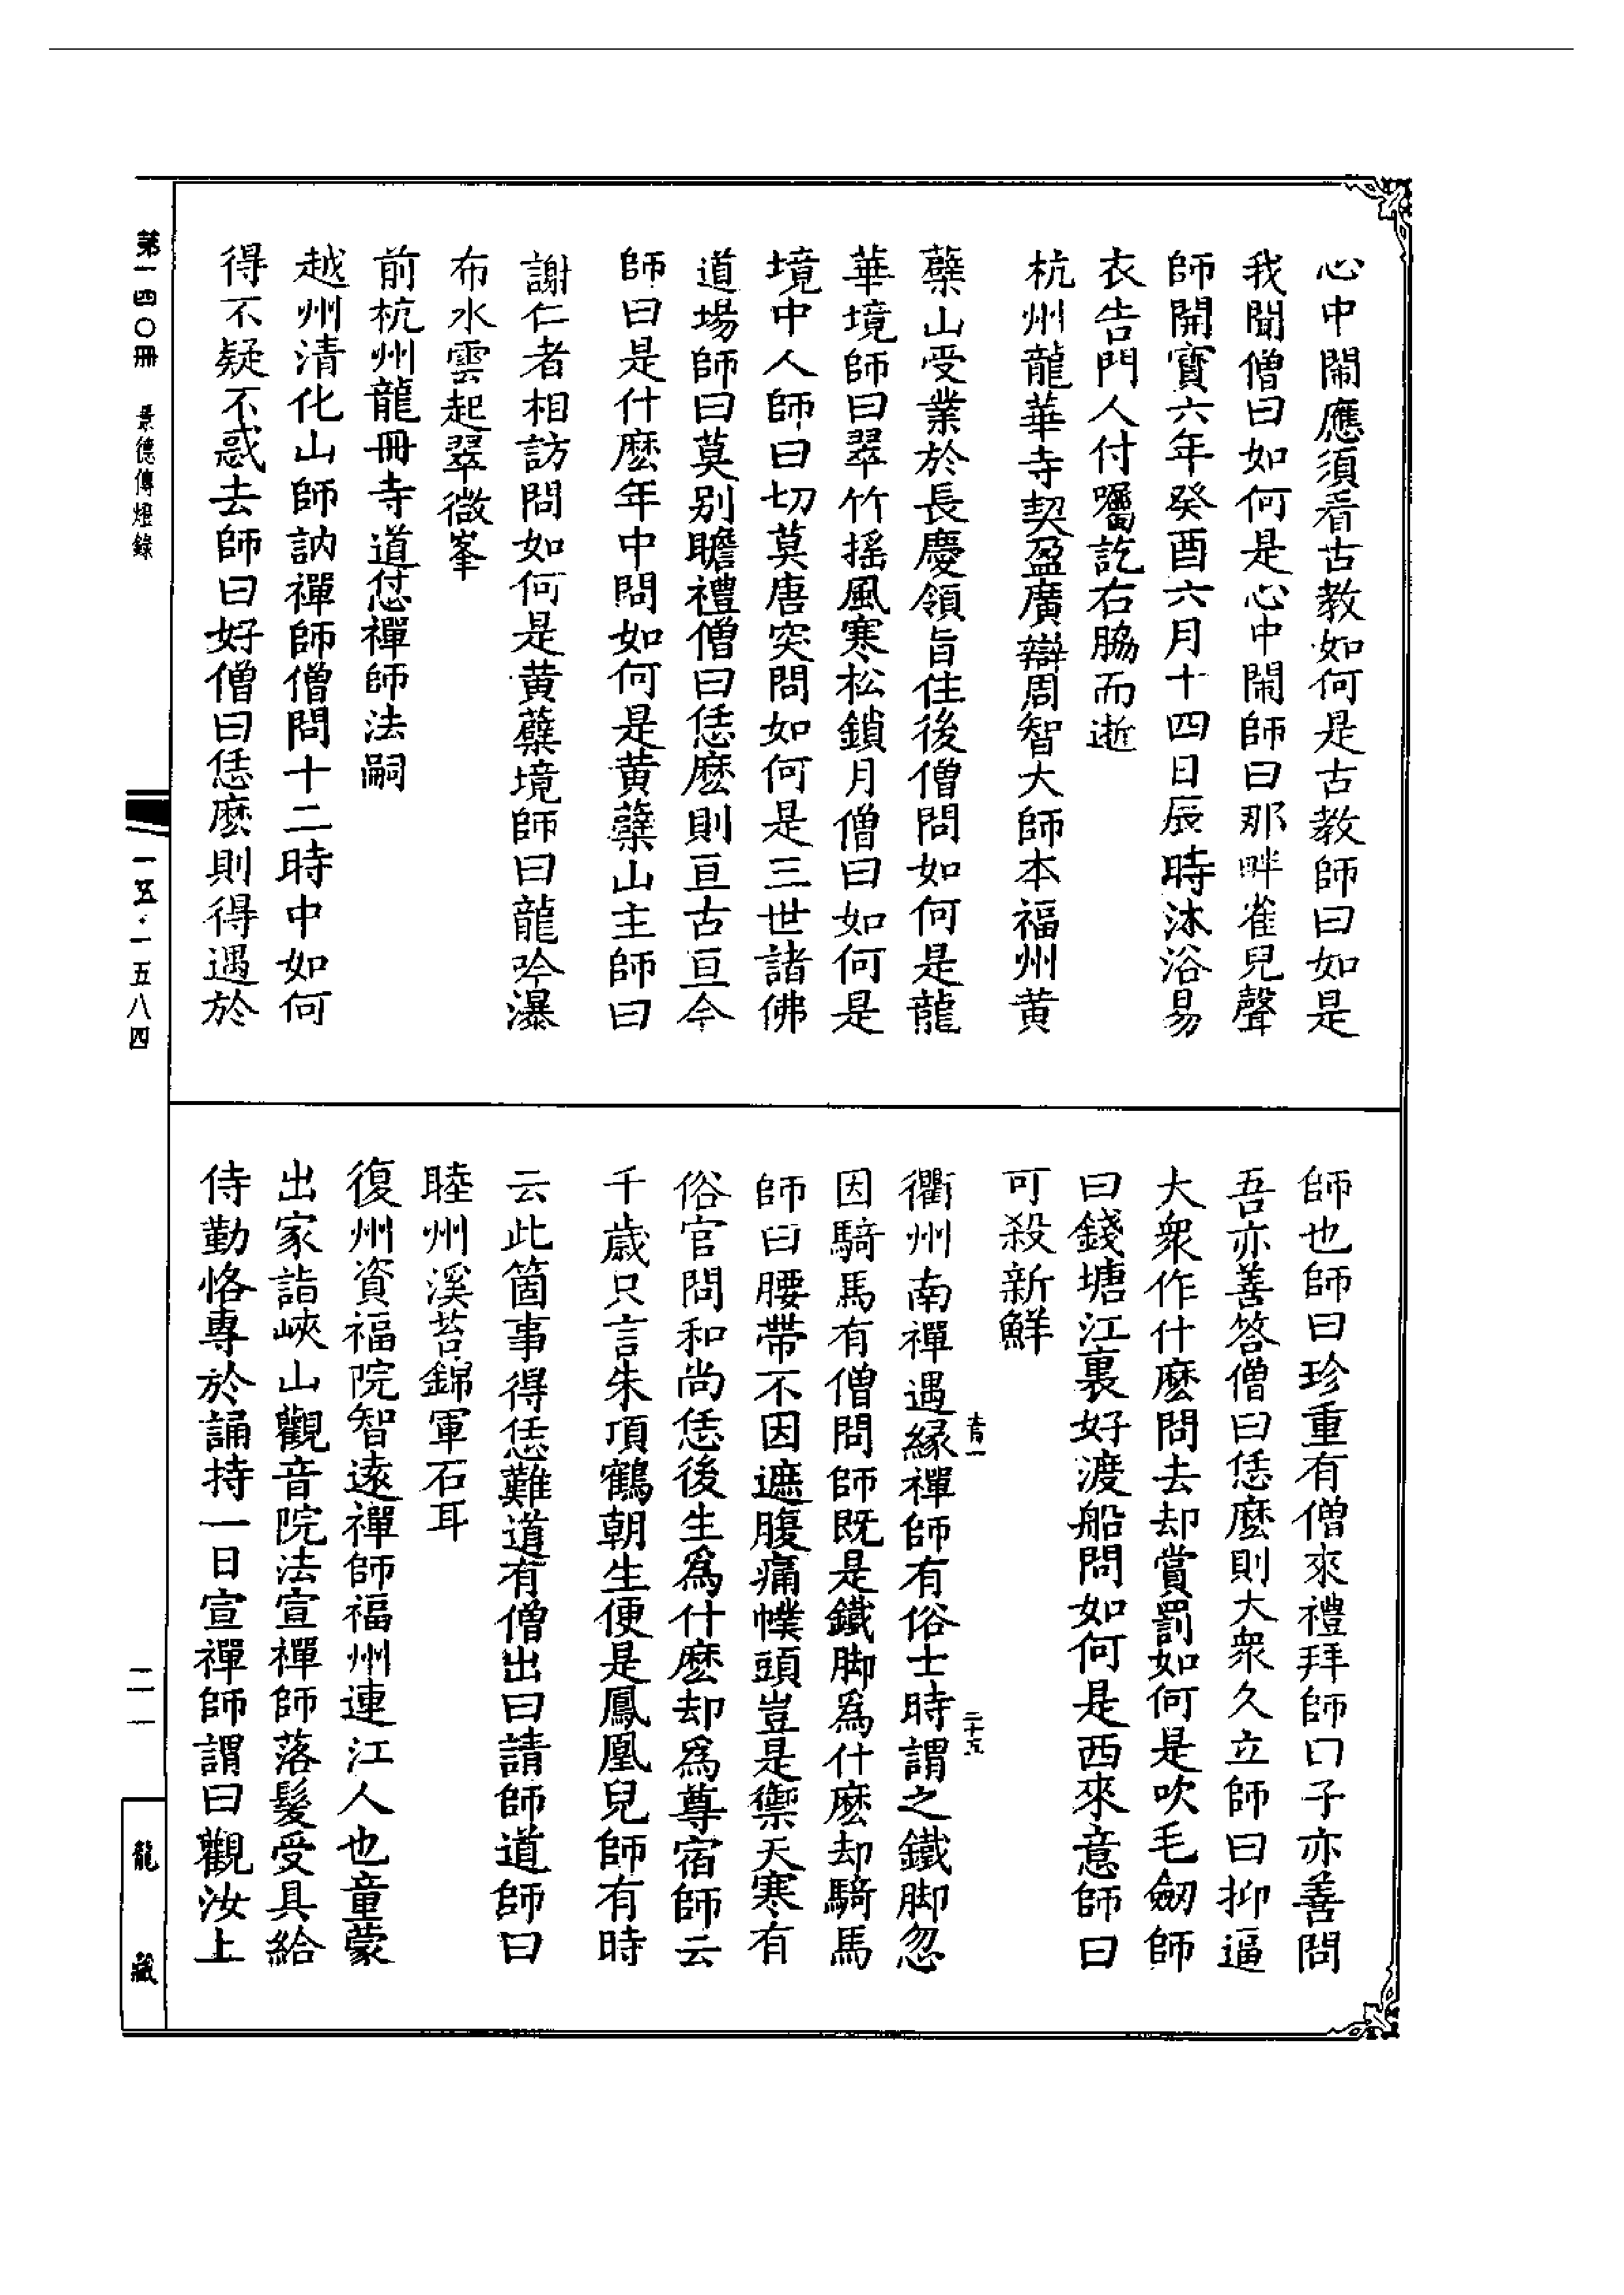 心中閙應須看古教如何是古教師曰如是
我聞僧曰如何是心中閙師曰那畔雀兒聲
師開寶六年癸酉六月十四日辰時沐浴易
衣告門人付囑訖右脇而逝
杭州龍華寺契盈廣辯周智大師本福州黄
蘗山受業於長慶領旨住後僧問如何是龍
華境師曰翠竹摇風寒松鎖月僧曰如何是
境中人師曰切莫唐突問如何是三世諸佛
道場師曰莫别瞻禮僧曰恁麽則亘古亘今
師曰是什麽年中問如何是黄蘗山主師曰
謝仁者相訪問如何是黄蘗境師曰龍吟瀑
布水雲起翠微峯
前杭州龍冊寺道怤禪師法嗣
越州清化山師訥禪師僧問十二時中如何
得不疑不惑去師曰好僧曰恁麽則得遇於
師也師曰珍重有僧來禮拜師曰子亦善問
吾亦善答僧曰恁麽則大衆久立師曰抑逼
大衆作什麽問去却賞罰如何是吹毛劒師
曰錢塘江裏好渡船問如何是西來意師曰
可殺新鮮
衢州南禪遇緣禪師有俗士時謂之鐵脚忽
因騎馬有僧問師既是鐵脚爲什麽却騎馬
師曰腰帶不因遮腹痛幞頭豈是禦天寒有
俗官問和尚恁後生爲什麽却爲尊宿師云
千歲只言朱頂鶴朝生便是鳳凰兒師有時
云此箇事得恁難道有僧出曰請師道師曰
睦州溪苔錦軍石耳
復州資福院智遠禪師福州連江人也童蒙
出家詣峽山觀音院法宣禪師落髮受具給
侍勤恪專於誦持一日宣禪師謂曰觀汝上
第一四〇冊 景德傳燈錄
一五·一五八四
二一
龍藏